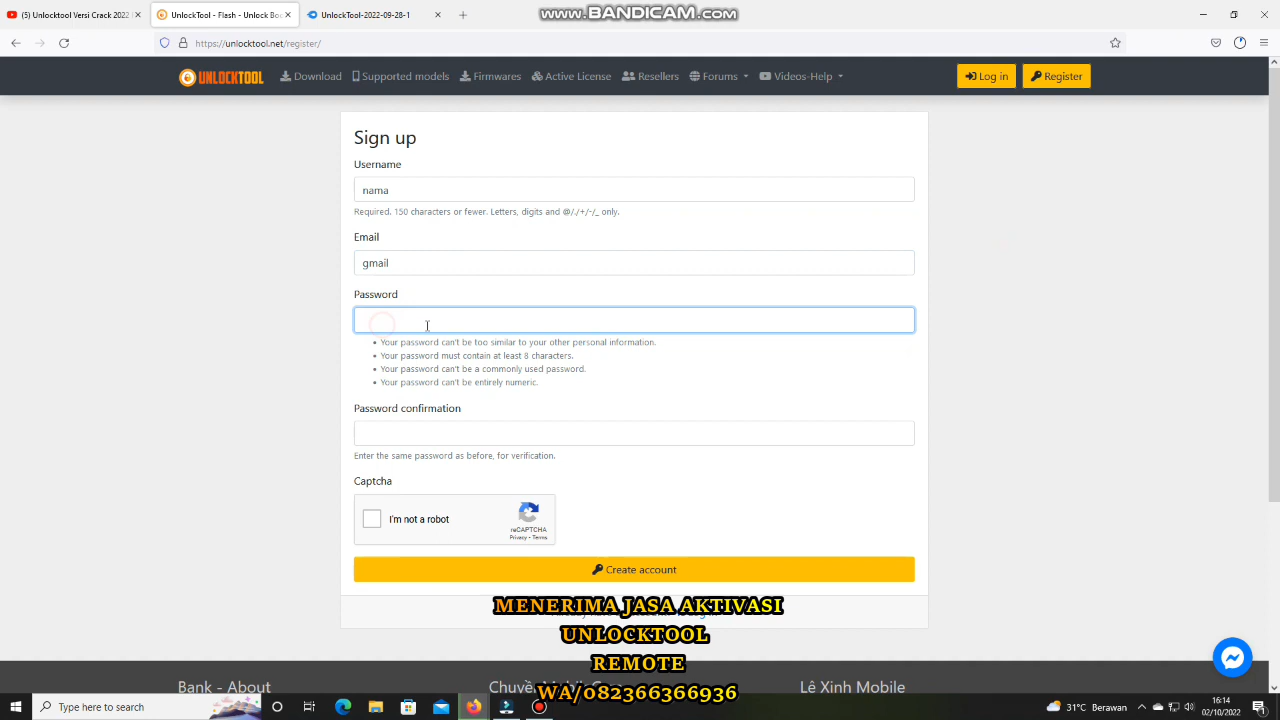 www.BANDICAM.com
(5) Unlocktool Versi Crack 2022 T
UnlockTool - Flash - Unlock Boo
UnlockTool-2022-09-28-1
https://unlocktool.net/register/
UNLOCKTOOL
Download
Supported models
Firmwares
Active License
Resellers
Forums
Videos-Help
Log in
Register
Sign up
Username
nama
Required. 150 characters or fewer. Letters, digits and @/./+/-/_ only.
Email
gmail
Password
Your password can't be too similar to your other personal information.
Your password must contain at least 8 characters.
Your password can't be a commonly used password.
Your password can't be entirely numeric.
Password confirmation
Enter the same password as before, for verification.
Captcha
I'm not a robot
reCAPTCHA
Privacy - Terms
Create account
MENERIMA JASA AKTIVASI
UNLOCKTOOL
REMOTE
WA/082366366936
Bank - About
Lê Xinh Mobile
Type here to search
31°C Berawan
16:14
02/10/2022